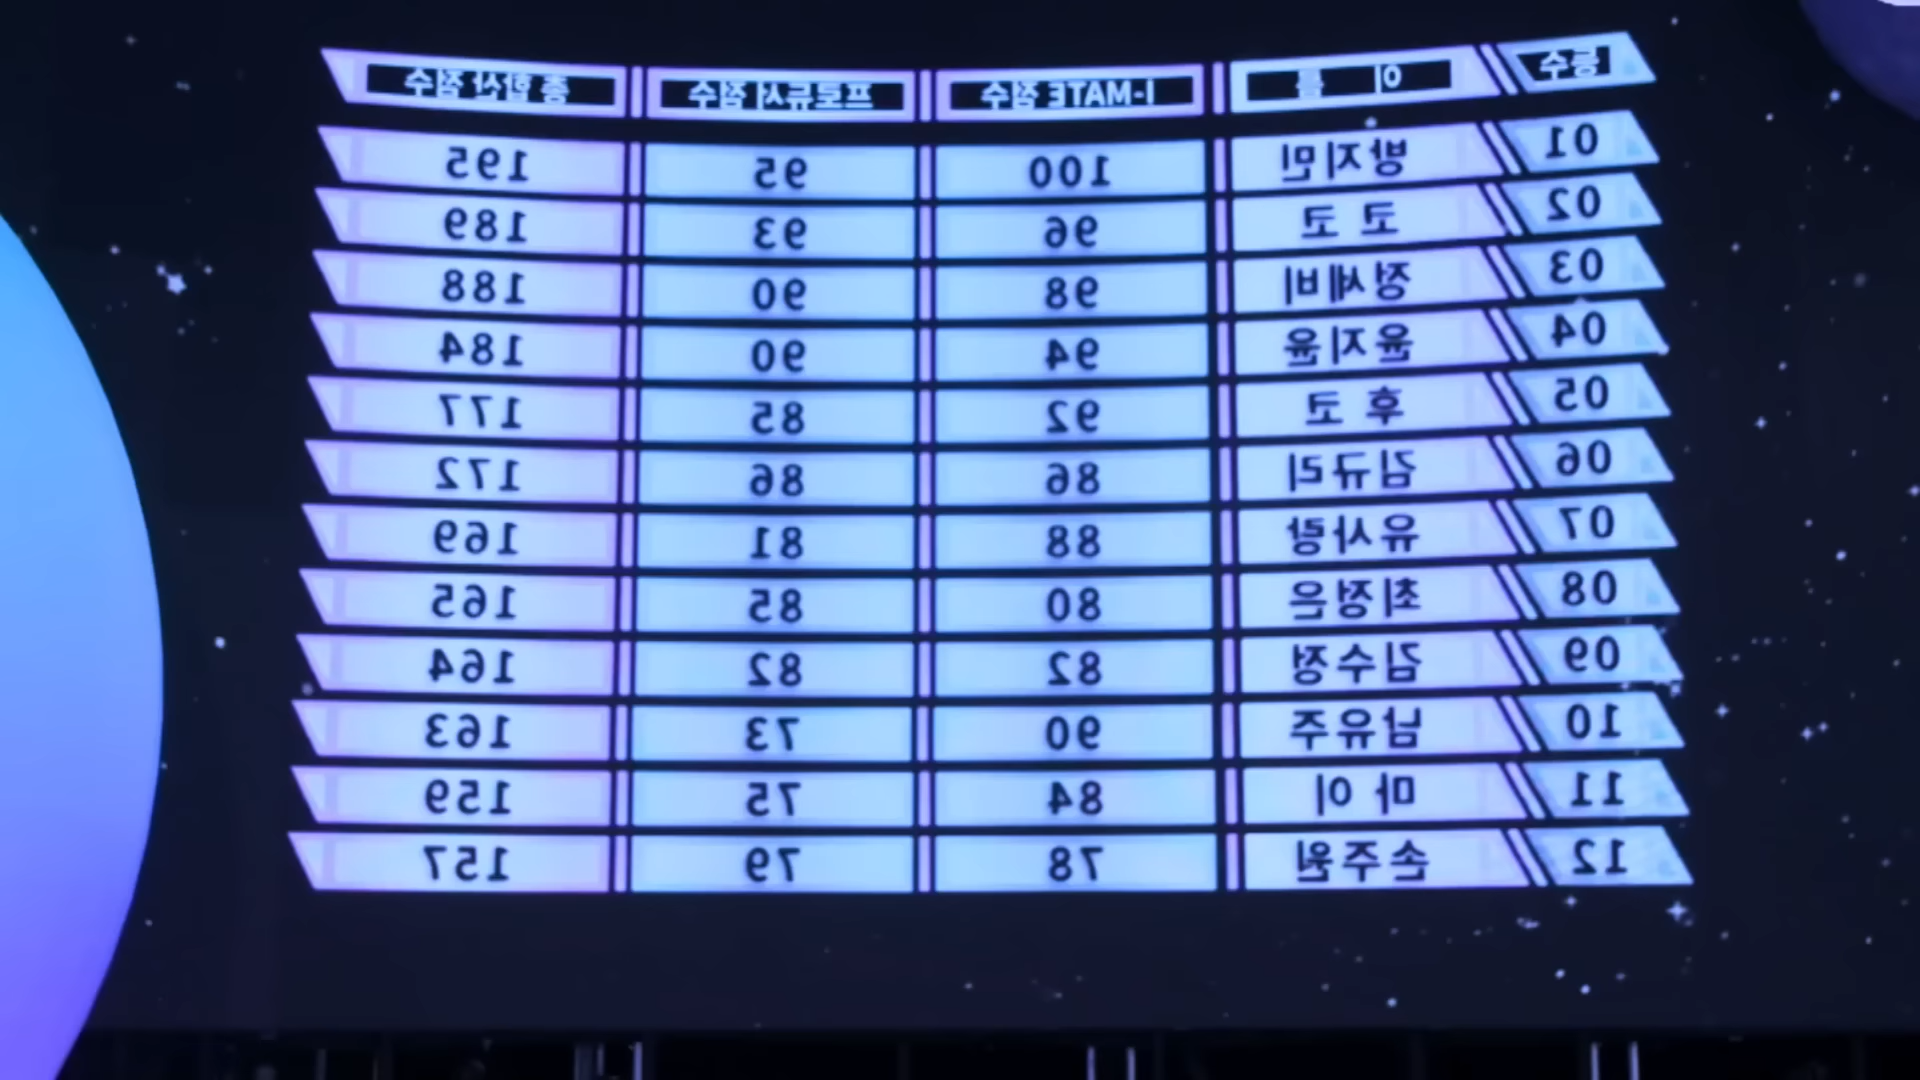 등수 이 름 I-MATE 점수 프로듀서 점수 총 합산 점수
01 방지민 100 95 195
02 코 코 96 93 189
03 정세비 98 90 188
04 윤지윤 94 90 184
05 후 코 92 85 177
06 김규리 86 86 172
07 유사랑 88 81 169
08 최정은 80 85 165
09 김수정 82 82 164
10 남유주 90 73 163
11 마 이 84 75 159
12 손주원 78 79 157